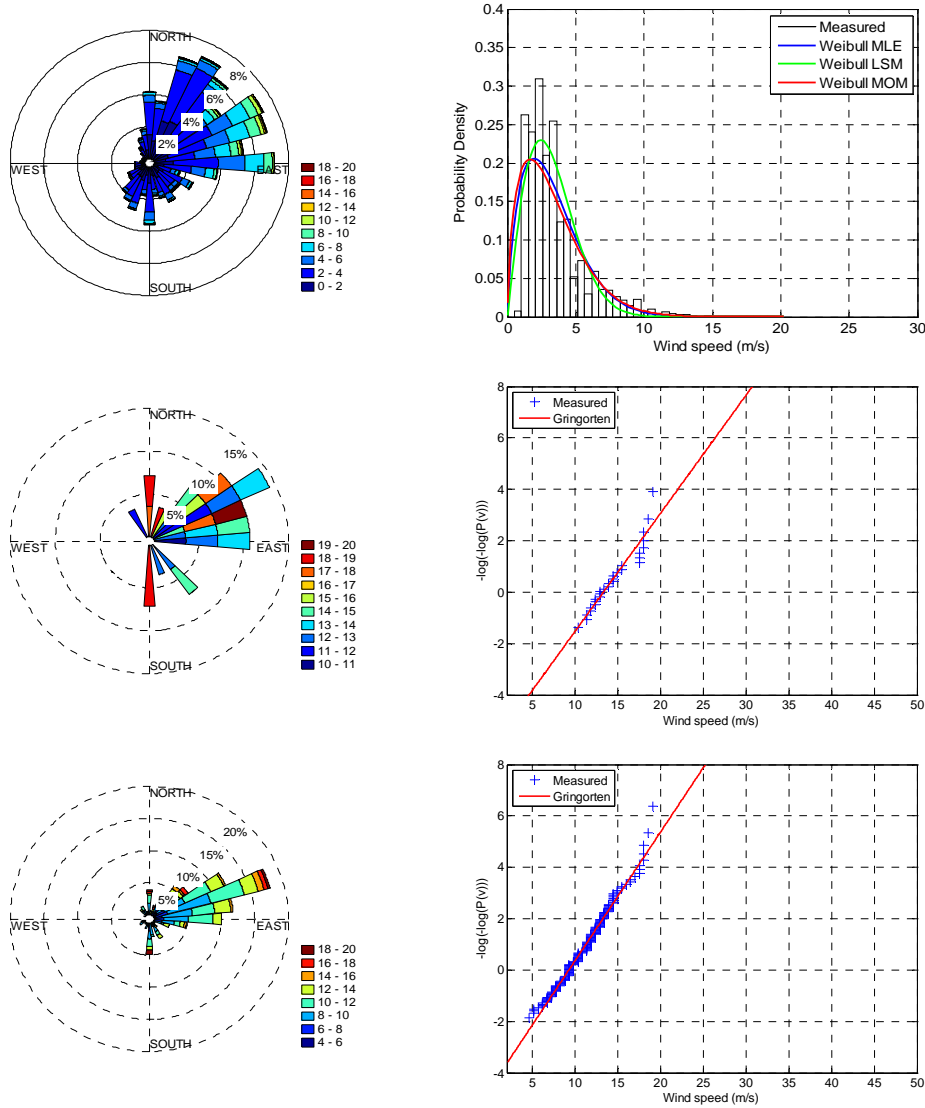 NORTH
8%
6%
4%
2%
WEST
EAST
SOUTH
18 - 20
16 - 18
14 - 16
12 - 14
10 - 12
8 - 10
6 - 8
4 - 6
2 - 4
0 - 2
Probability Density
0.4
0.35
0.3
0.25
0.2
0.15
0.1
0.05
0
0 5 10 15 20 25 30
Wind speed (m/s)
Measured
Weibull MLE
Weibull LSM
Weibull MOM
NORTH
15%
10%
5%
WEST
EAST
SOUTH
19 - 20
18 - 19
17 - 18
16 - 17
15 - 16
14 - 15
13 - 14
12 - 13
11 - 12
10 - 11
-log(-log(P(v)))
8
6
4
2
0
-2
-4
5 10 15 20 25 30 35 40 45 50
Wind speed (m/s)
Measured
Gringorten
NORTH
20%
15%
10%
5%
WEST
EAST
SOUTH
18 - 20
16 - 18
14 - 16
12 - 14
10 - 12
8 - 10
6 - 8
4 - 6
-log(-log(P(v)))
8
6
4
2
0
-2
-4
5 10 15 20 25 30 35 40 45 50
Wind speed (m/s)
Measured
Gringorten